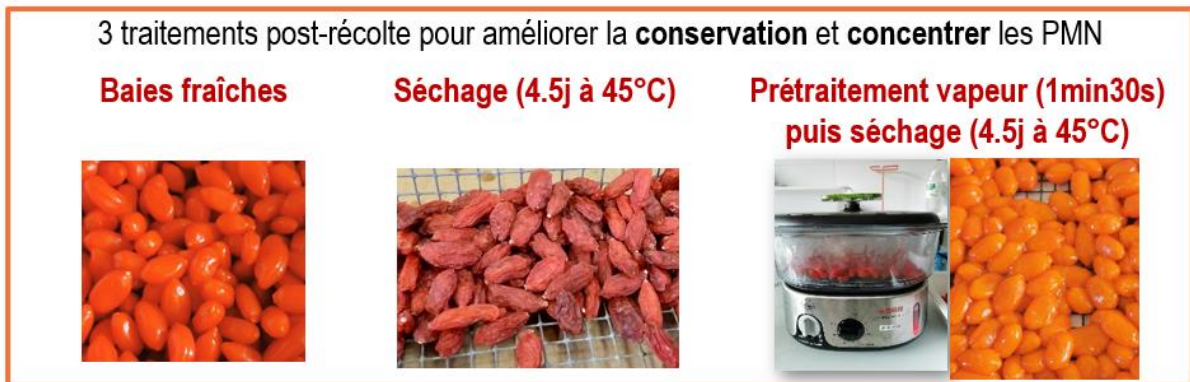 3 traitements post-récolte pour améliorer la conservation et concentrer les PMN
Baies fraîches
Séchage (4.5j à 45°C)
Prétraitement vapeur (1min30s)
puis séchage (4.5j à 45°C)